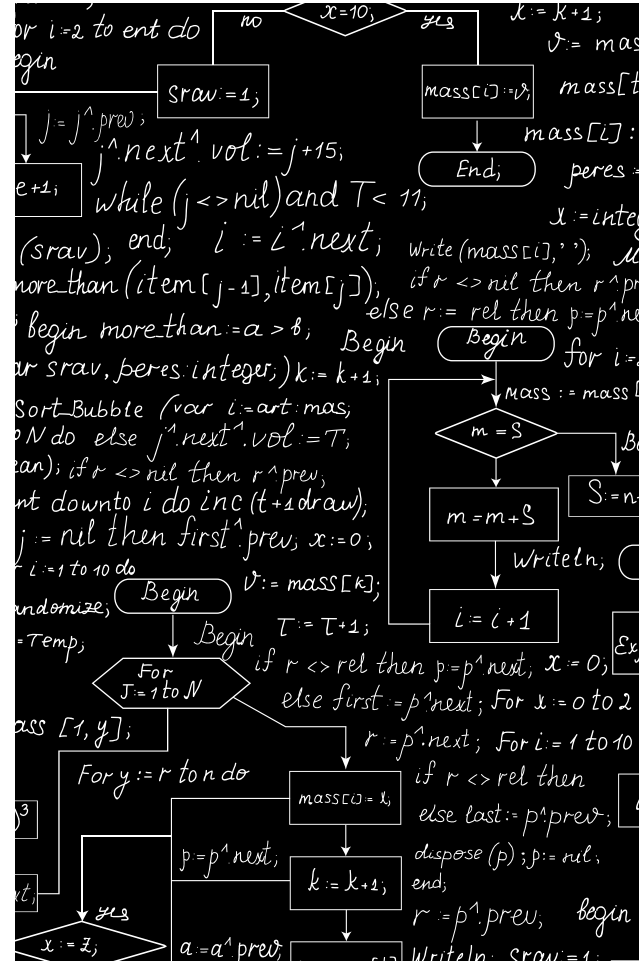 or i:=2 to ent do
no
x=10;
yes
x:=k+1;
egin
v:= mas
srav:=1;
mass[i]:=v;
mass[t
j:=j^.prev;
mass[i]:
j^.next^.vol:=j+15;
End;
peres:=
e+1;
while (j<>nil) and T< 11;
x:=integ
(srav); end; i:=i^.next; write(mass[i],' ');
more_than (item[j-1],item[j]); if r <>nil then r^.pr
else r:= rel then p:=p^.ne
begin more_than:=a > b; Begin
Begin
for i:=
ar srav, peres:integer;) k:= k+1;
mass := mass [
Sort_Bubble (var i:=art:mas;
m = S
N do else j^.next^.vol:=T;
Be
ean); if r <>nil then r^.prev;
S:=n-
nt downto i do inc (t+1draw);
m=m+S
j:= nil then first^.prev; x:=0;
Writeln;
i:=1 to 10 do
Begin
v:= mass[k];
i:= i+1
andomize;
T:= T+1;
=Temp;
Begin
Ex
For J:=1 to N
if r <> rel then p:=p^.next; x:=0;
else first:=p^.next; For x:=0 to 2
ass [1, y];
r:=p^.next; For i:=1 to 10
For y:=r to n do
if r <> rel then
mass[i]:=x;
)³
else last:=p^.prev;
p:=p^.next;
dispose(p);p:=nil;
xt;
k:=k+1;
end;
yes
r:=p^.prev; begin
x:=z;
a:=a^.prev;
Writeln; srav:=1;